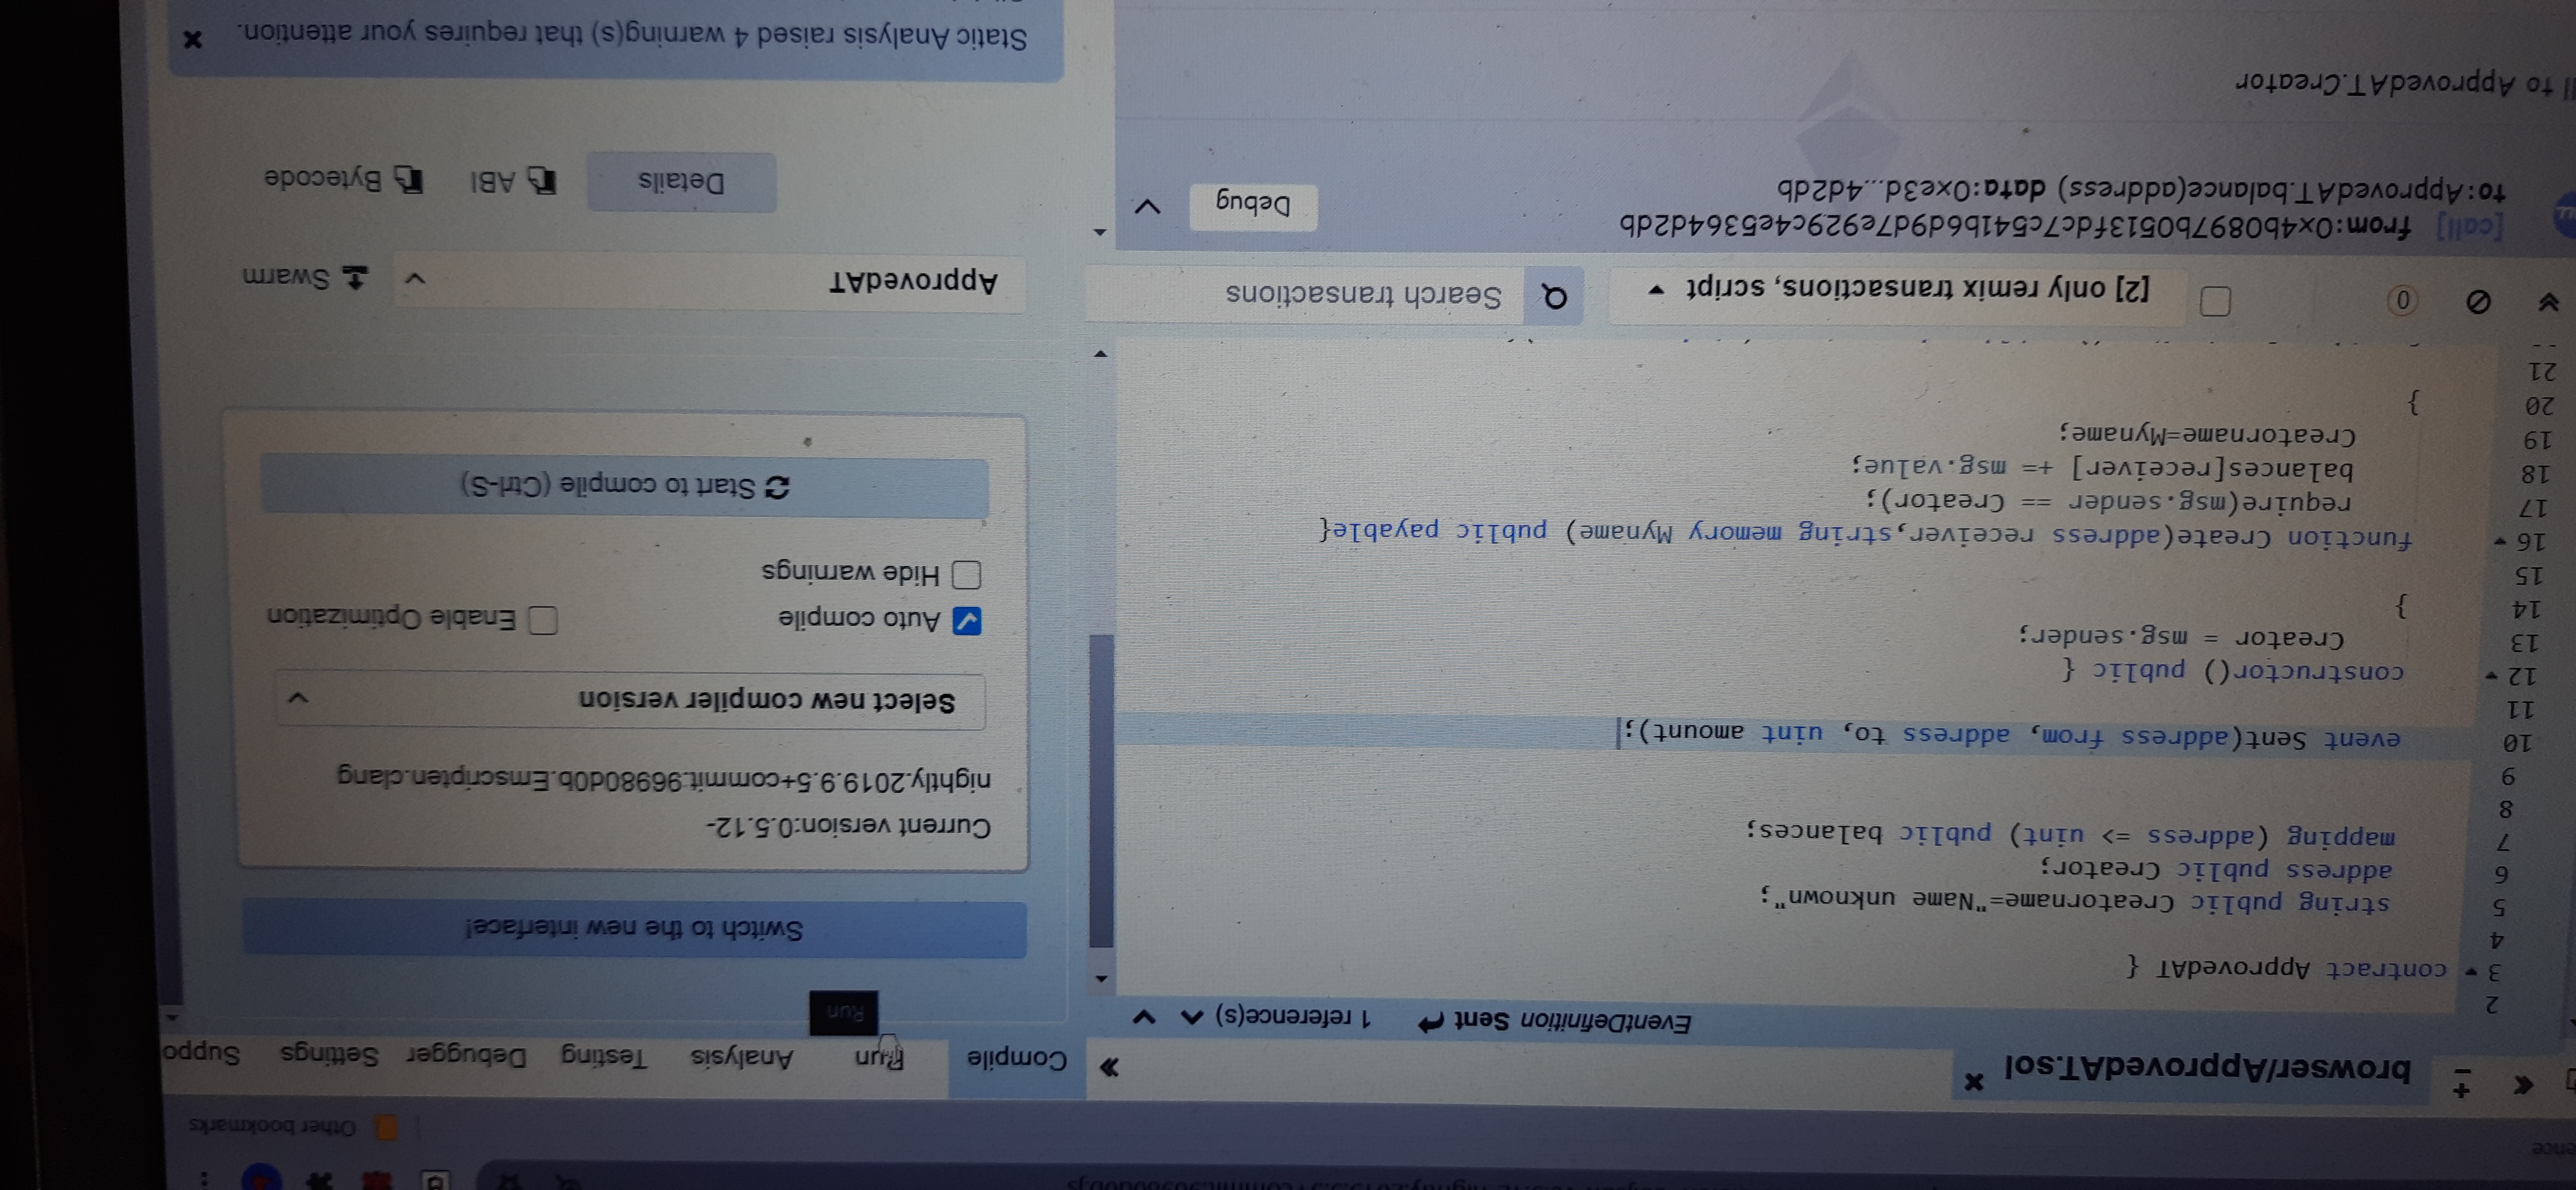 Other bookmarks
browser/ApprovedAT.sol
EventDefinition Sent 1 reference(s)
2
3 contract ApprovedAT {
4
5 string public Creatorname="Name unknown";
6 address public Creator;
7 mapping (address => uint) public balances;
8
9
10 event Sent(address from, address to, uint amount);
11
12 constructor() public {
13 Creator = msg.sender;
14 }
15
16 function Create(address receiver,string memory Myname) public payable{
17 require(msg.sender == Creator);
18 balances[receiver] += msg.value;
19 Creatorname=Myname;
20 }
21
0 [2] only remix transactions, script Search transactions
[call] from:0x4b0897b0513fdc7c541b6d9d7e929c4e5364d2db
to:ApprovedAT.balance(address) data:0xe3d...4d2db
Debug
to ApprovedAT.Creator
Compile Run Analysis Testing Debugger Settings
Run
Switch to the new interface!
Current version:0.5.12-
nightly.2019.9.5+commit.96980d0b.Emscripten.clang
Select new compiler version
Auto compile Enable Optimization
Hide warnings
Start to compile (Ctrl-S)
ApprovedAT Swarm
Details ABI Bytecode
Static Analysis raised 4 warning(s) that requires your attention.